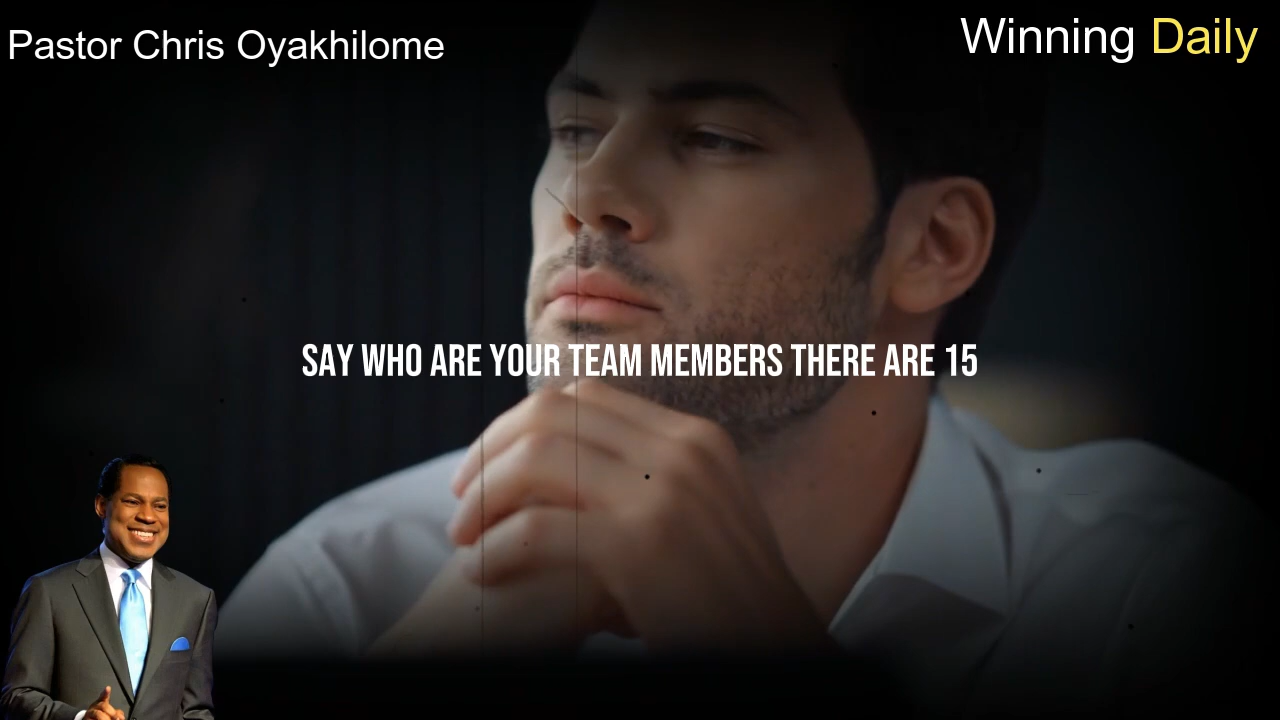 Pastor Chris Oyakhilome
Winning Daily
SAY WHO ARE YOUR TEAM MEMBERS THERE ARE 15